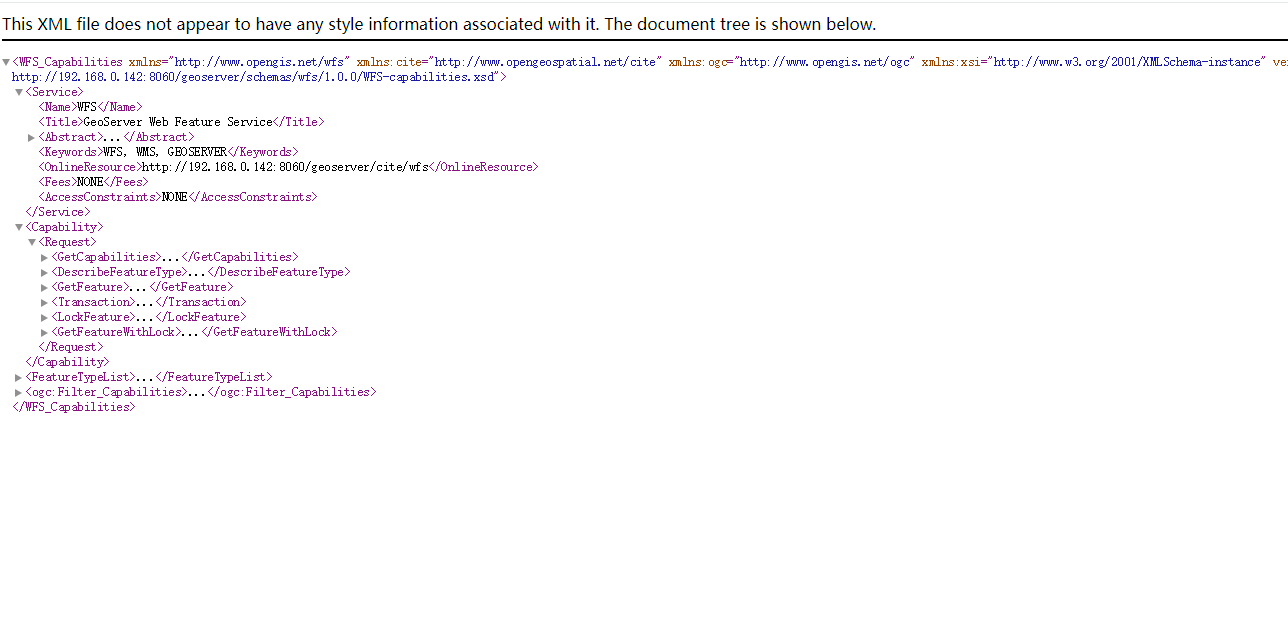 This XML file does not appear to have any style information associated with it. The document tree is shown below.
<WFS_Capabilities xmlns="http://www.opengis.net/wfs" xmlns:cite="http://www.opengeospatial.net/cite" xmlns:ogc="http://www.opengis.net/ogc" xmlns:xsi="http://www.w3.org/2001/XMLSchema-instance" ve
http://192.168.0.142:8060/geoserver/schemas/wfs/1.0.0/WFS-capabilities.xsd">
<Service>
<Name>WFS</Name>
<Title>GeoServer Web Feature Service</Title>
<Abstract>...</Abstract>
<Keywords>WFS, WMS, GEOSERVER</Keywords>
<OnlineResource>http://192.168.0.142:8060/geoserver/cite/wfs</OnlineResource>
<Fees>NONE</Fees>
<AccessConstraints>NONE</AccessConstraints>
</Service>
<Capability>
<Request>
<GetCapabilities>...</GetCapabilities>
<DescribeFeatureType>...</DescribeFeatureType>
<GetFeature>...</GetFeature>
<Transaction>...</Transaction>
<LockFeature>...</LockFeature>
<GetFeatureWithLock>...</GetFeatureWithLock>
</Request>
</Capability>
<FeatureTypeList>...</FeatureTypeList>
<ogc:Filter_Capabilities>...</ogc:Filter_Capabilities>
</WFS_Capabilities>